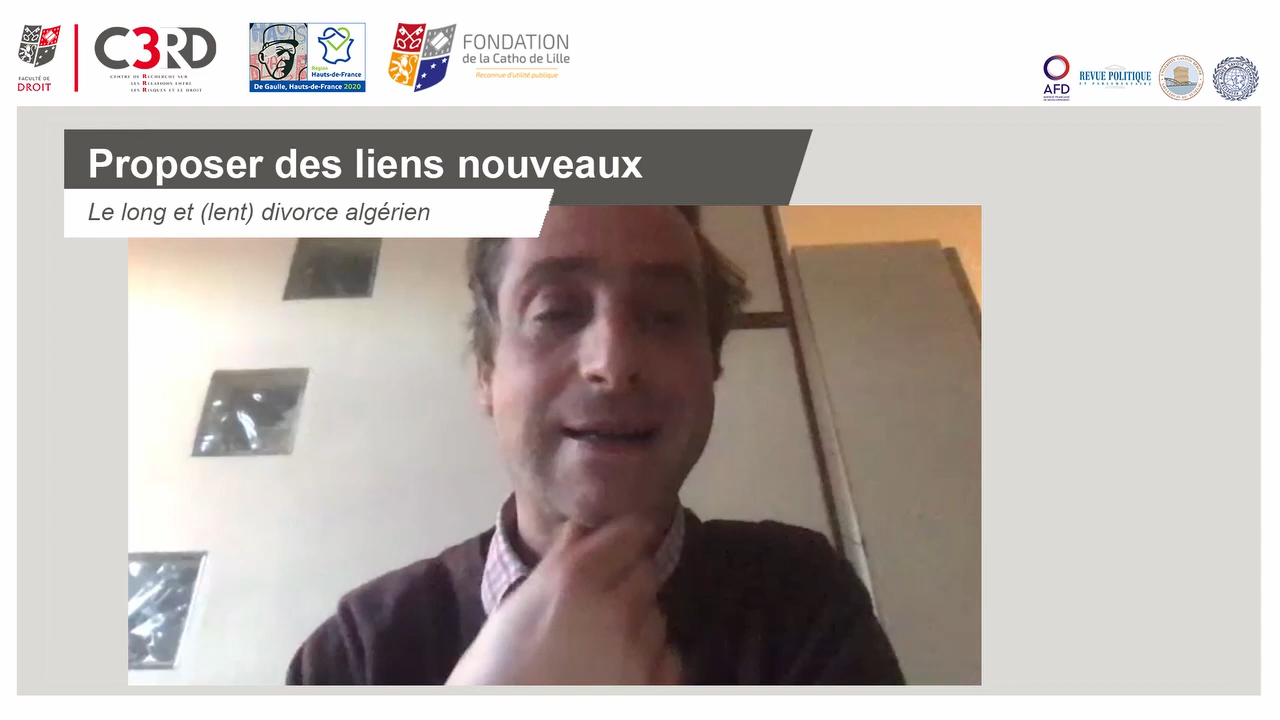 FACULTÉ DE
DROIT
C3RD
CENTRE DE RECHERCHE SUR
LES RELATIONS ENTRE
LES RISQUES ET LE DROIT
Région
Hauts-de-France
De Gaulle, Hauts-de-France 2020
FONDATION
de la Catho de Lille
Reconnue d'utilité publique
AFD
REVUE POLITIQUE
ET PARLEMENTAIRE
Proposer des liens nouveaux
Le long et (lent) divorce algérien